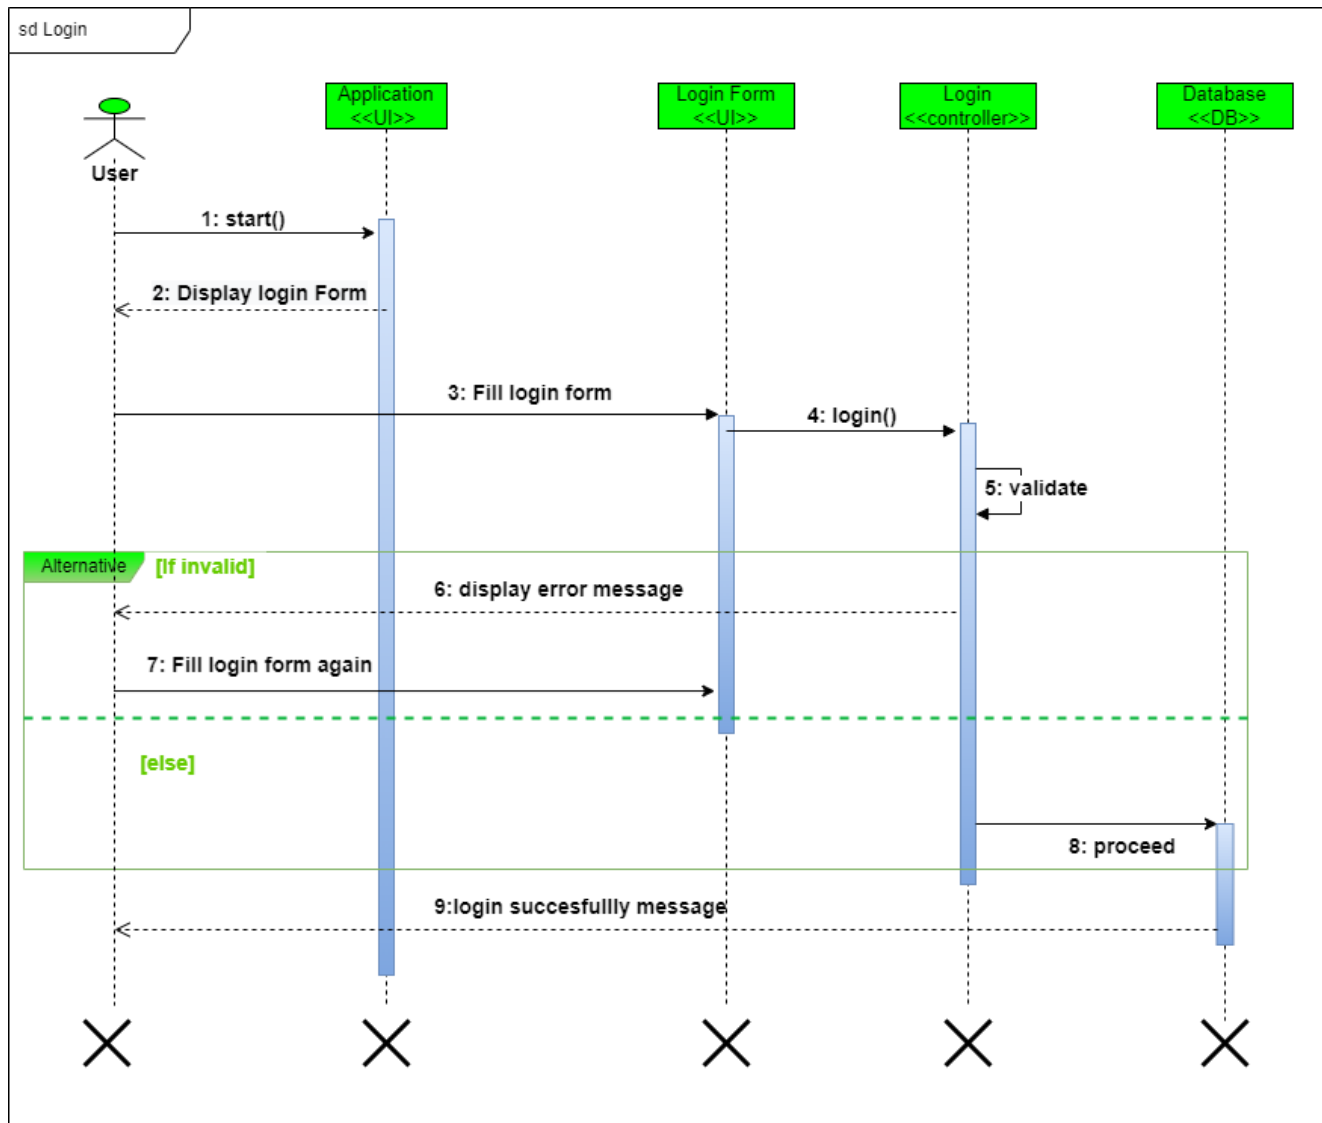 sd Login
Application
<<UI>>
Login Form
<<UI>>
Login
<<controller>>
Database
<<DB>>
User
1: start()
2: Display login Form
3: Fill login form
4: login()
5: validate
Alternative
[If invalid]
6: display error message
7: Fill login form again
[else]
8: proceed
9:login succesfullly message